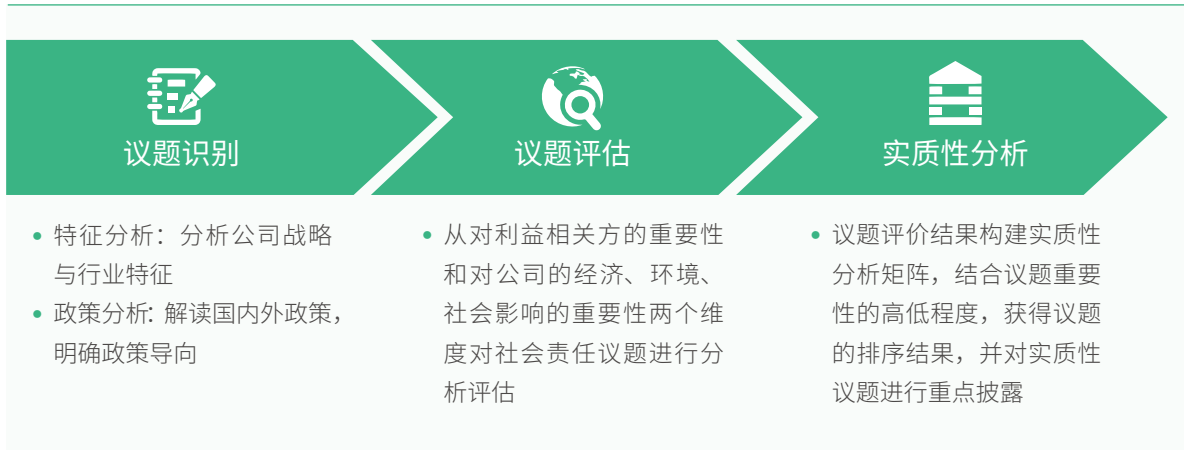 议题识别
议题评估
实质性分析
• 特征分析：分析公司战略
与行业特征
• 政策分析：解读国内外政策，
明确政策导向
• 从对利益相关方的重要性
和对公司的经济、环境、
社会影响的重要性两个维
度对社会责任议题进行分
析评估
• 议题评价结果构建实质性
分析矩阵，结合议题重要
性的高低程度，获得议题
的排序结果，并对实质性
议题进行重点披露